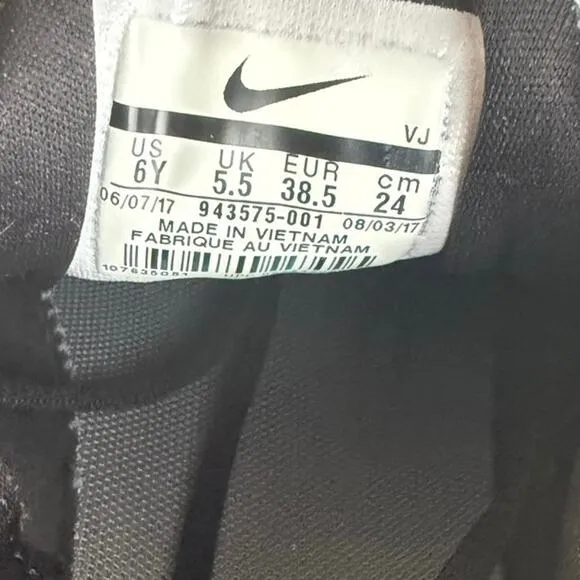 VJ
US UK EUR cm
6Y 5.5 38.5 24
06/07/17 943575-001 08/03/17
MADE IN VIETNAM
FABRIQUE AU VIETNAM